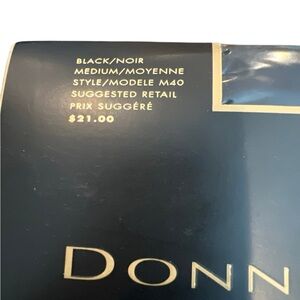 BLACK/NOIR
MEDIUM/MOYENNE
STYLE/MODELE M40
SUGGESTED RETAIL
PRIX SUGGÉRÉ
$21.00
DONN